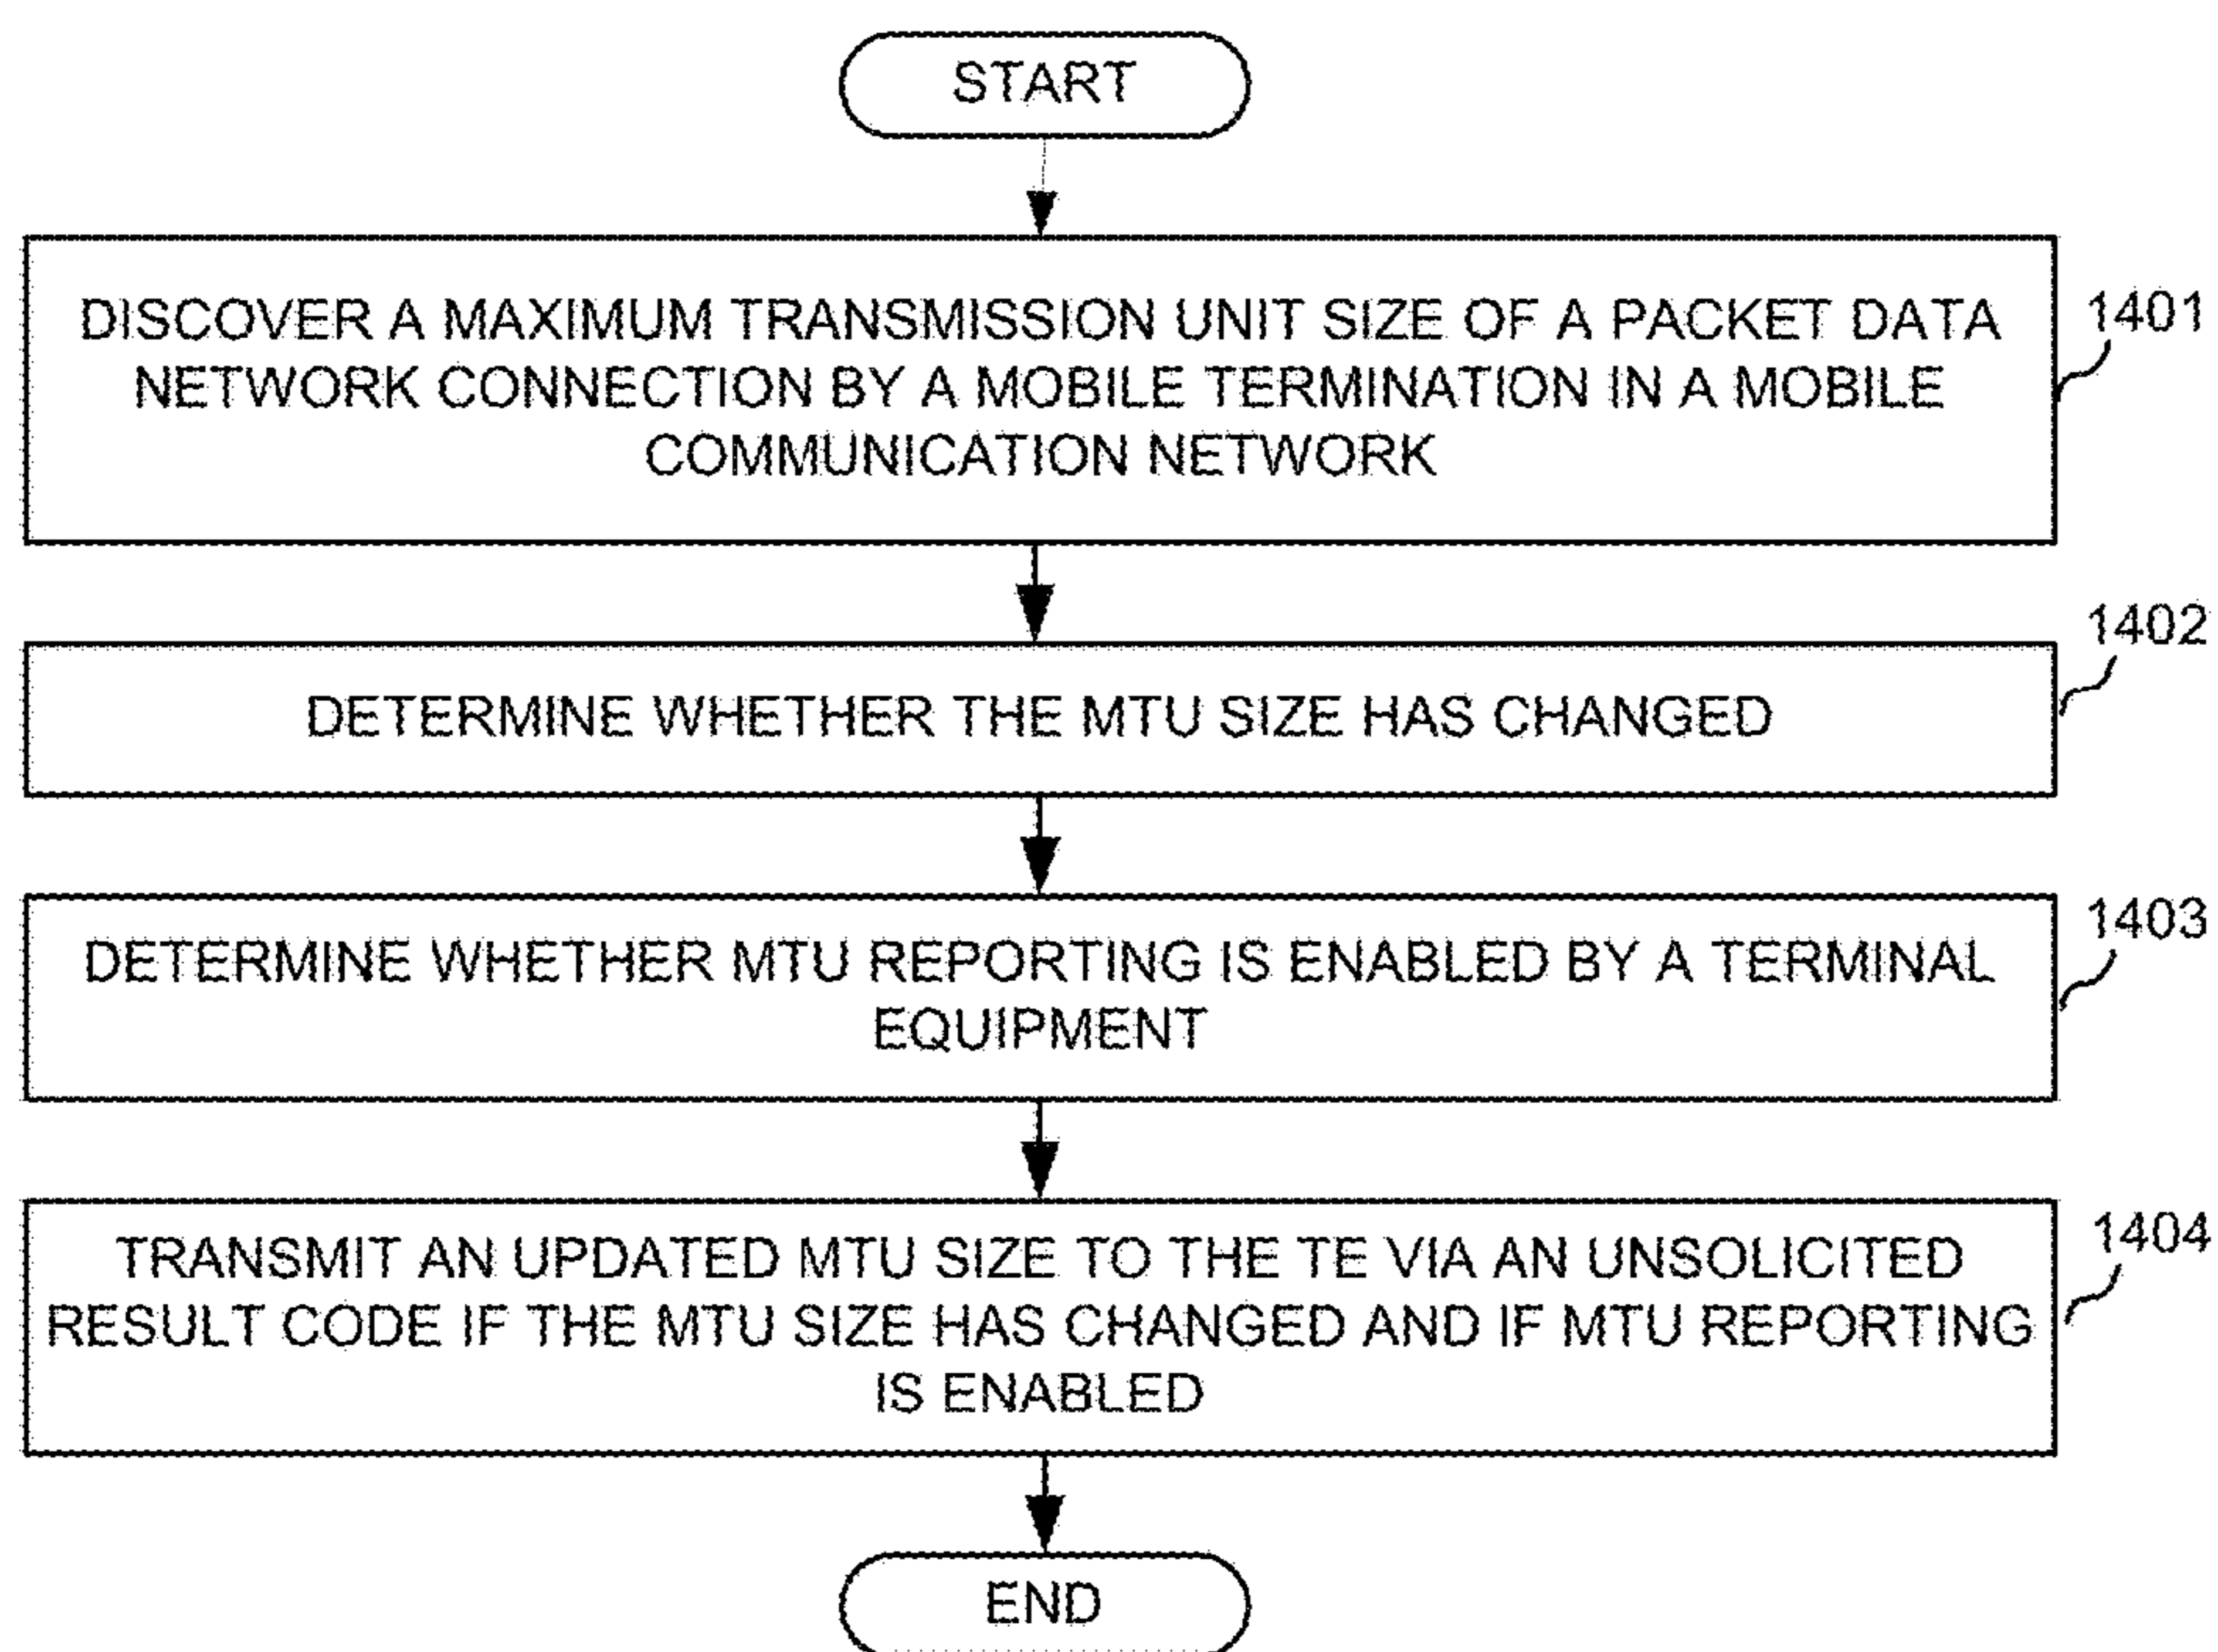 START
DISCOVER A MAXIMUM TRANSMISSION UNIT SIZE OF A PACKET DATA
NETWORK CONNECTION BY A MOBILE TERMINATION IN A MOBILE
COMMUNICATION NETWORK
1401
1402
DETERMINE WHETHER THE MTU SIZE HAS CHANGED
1403
DETERMINE WHETHER MTU REPORTING IS ENABLED BY A TERMINAL
EQUIPMENT
1404
TRANSMIT AN UPDATED MTU SIZE TO THE TE VIA AN UNSOLICITED
RESULT CODE IF THE MTU SIZE HAS CHANGED AND IF MTU REPORTING
IS ENABLED
END